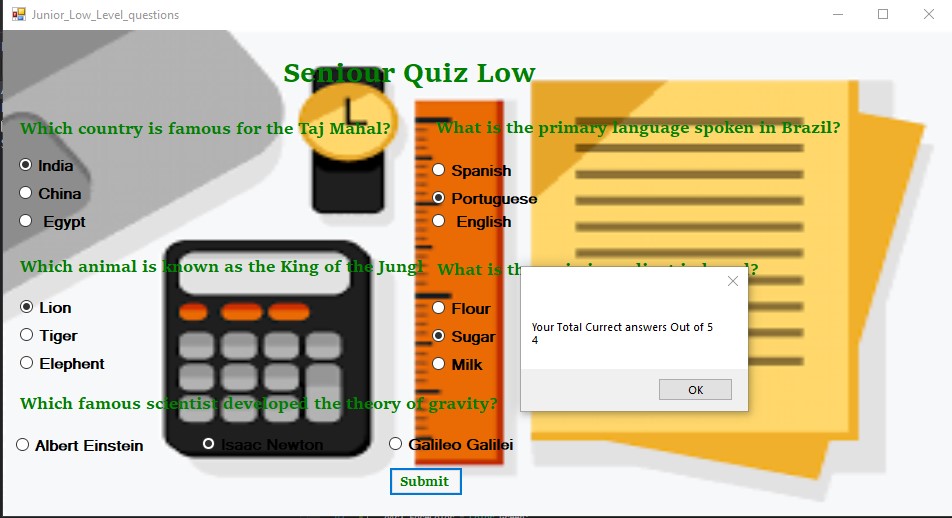 Junior_Low_Level_questions
Seniour Quiz Low
Which country is famous for the Taj Mahal?
India
China
Egypt
What is the primary language spoken in Brazil?
Spanish
Portuguese
English
Which animal is known as the King of the Jungl
Lion
Tiger
Elephent
What is th ?
Flour
Sugar
Milk
Your Total Currect answers Out of 5
4
OK
Which famous scientist developed the theory of gravity?
Albert Einstein
Isaac Newton
Galileo Galilei
Submit